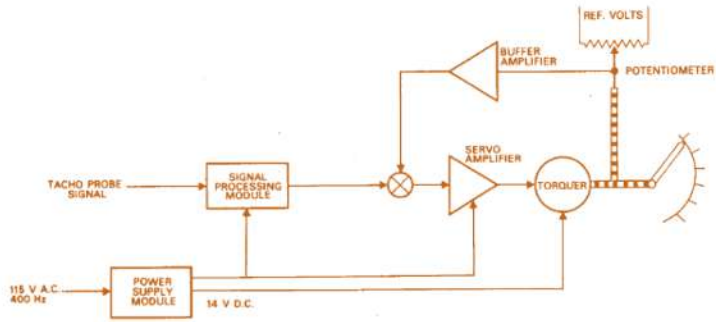 REF. VOLTS
BUFFER
AMPLIFIER
POTENTIOMETER
SERVO
AMPLIFIER
SIGNAL
PROCESSING
MODULE
TACHO PROBE
SIGNAL
TORQUER
115 V A.C.
400 Hz
POWER
SUPPLY
MODULE
14 V D.C.